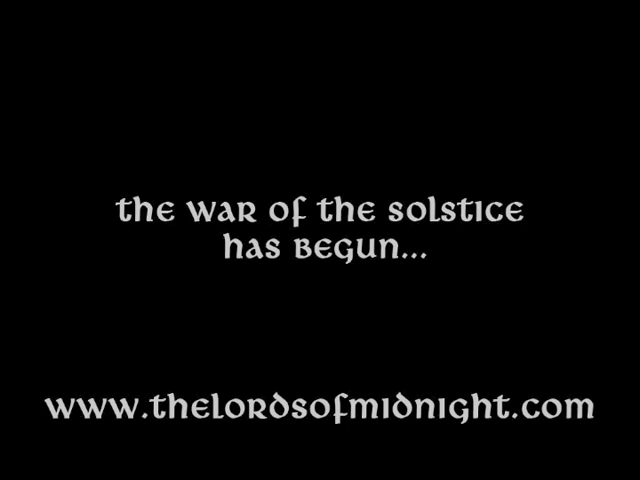 the war of the solstice
has begun...
www.thelordsofmidnight.com